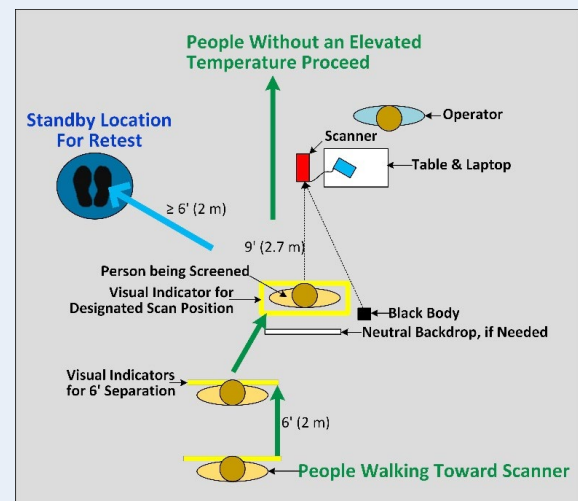 People Without an Elevated
Temperature Proceed
Standby Location
For Retest
Operator
Scanner
Table & Laptop
≥ 6' (2 m)
9' (2.7 m)
Person being Screened
Visual Indicator for
Designated Scan Position
Black Body
Neutral Backdrop, if Needed
Visual Indicators
for 6' Separation
6' (2 m)
People Walking Toward Scanner